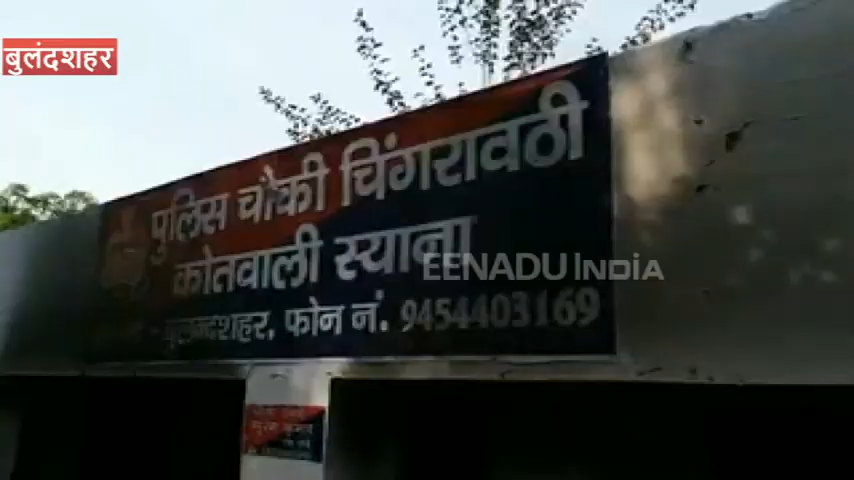 बुलंदशहर
पुलिस चौकी चिंगरावठी
कोतवाली स्याना
EENADU INDIA
बुलन्दशहर, फोन नं. 9454403169